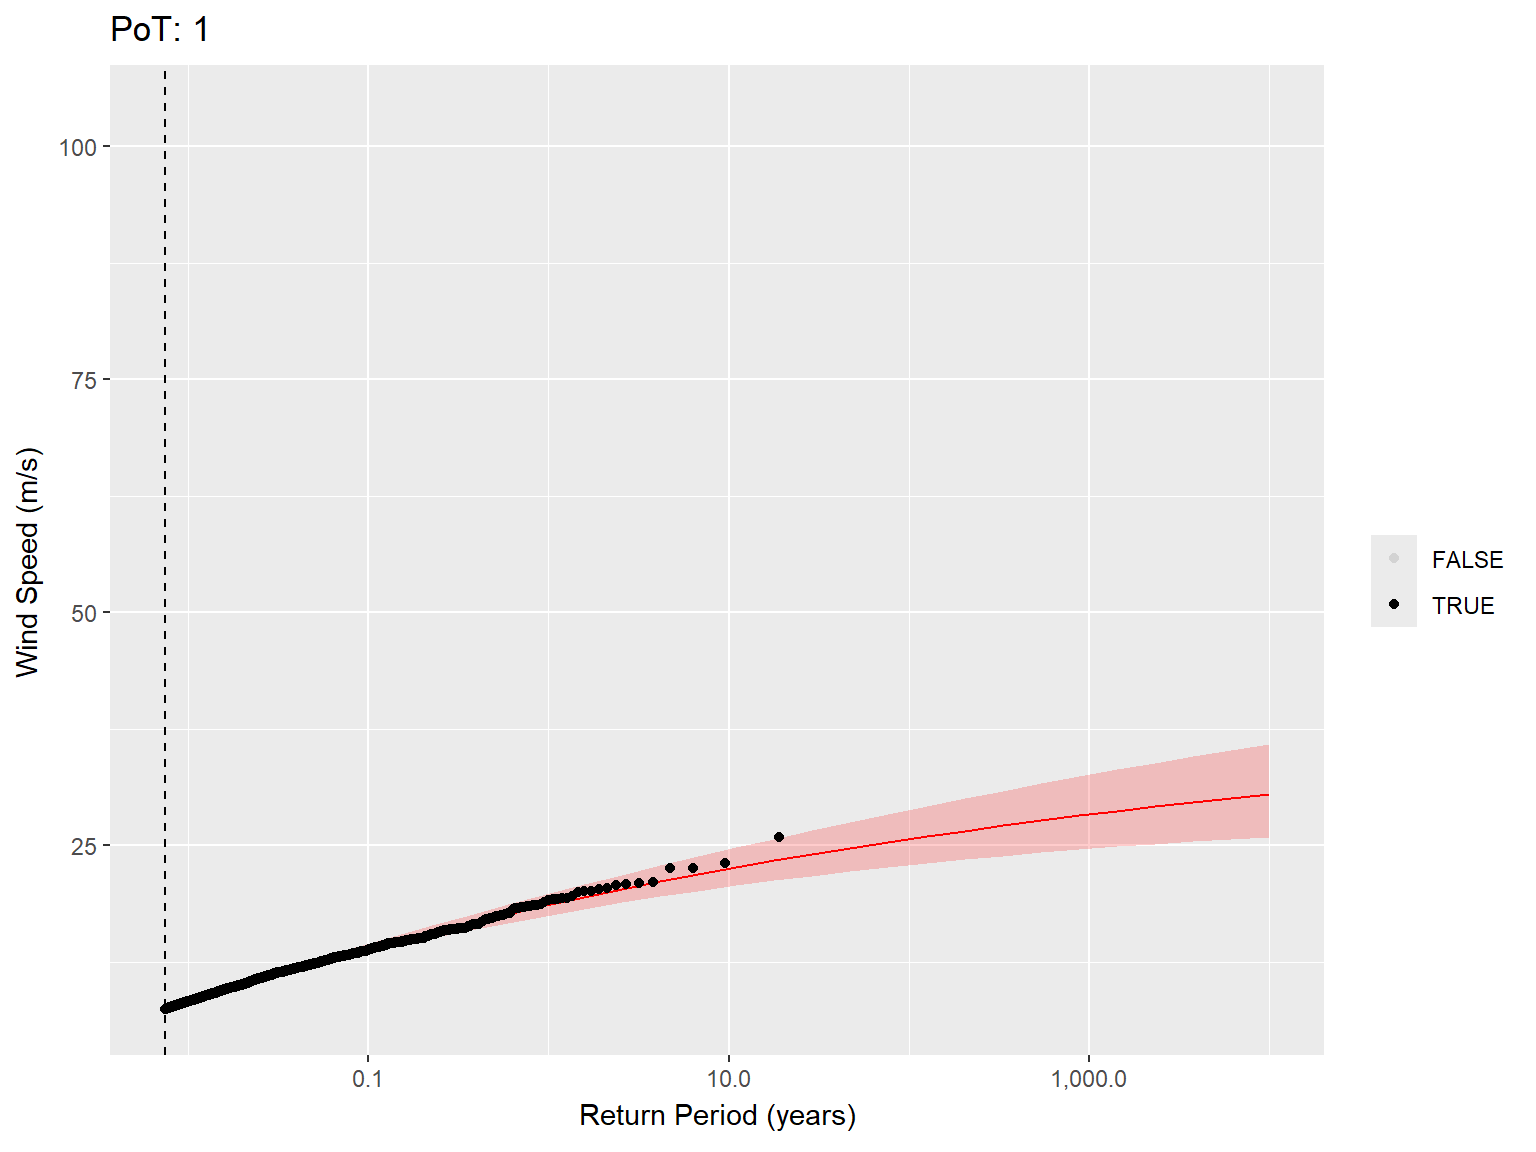 PoT: 1
100
75
50
25
Wind Speed (m/s)
0.1
10.0
1,000.0
Return Period (years)
FALSE
TRUE